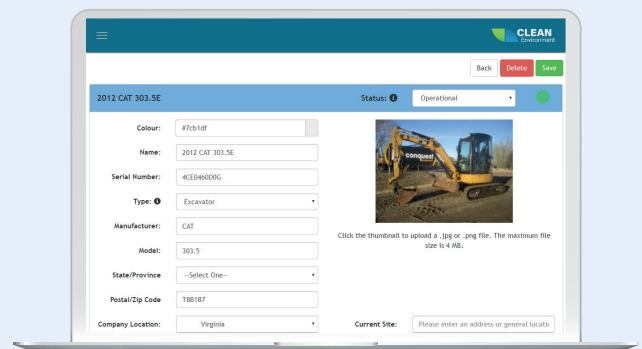 CLEAN
Environment
Back Delete Save
2012 CAT 303.5E Status: Operational
Colour: #7cb1df
Name: 2012 CAT 303.5E
Serial Number: 4CE0460D0G
Type: Excavator
conquest
Manufacturer: CAT
Click the thumbnail to upload a .jpg or .png file. The maximum file
size is 4 MB.
Model: 303.5
State/Province --Select One--
Postal/Zip Code T8B1B7
Company Location: Virginia
Current Site: Please enter an address or general locatic